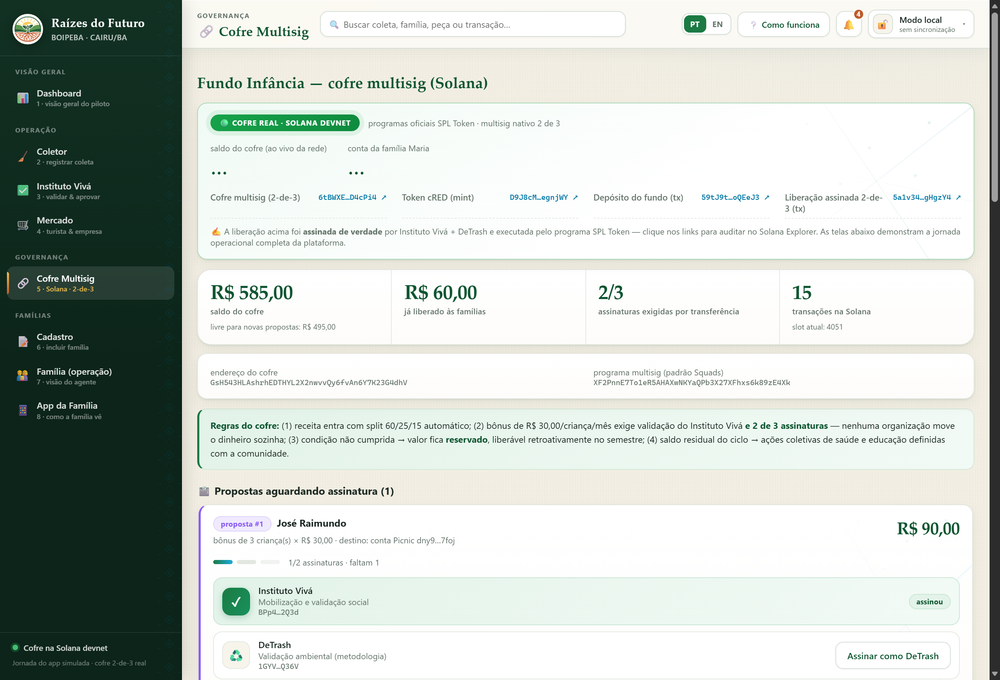 Raízes do Futuro
BOIPEBA · CAIRU/BA
VISÃO GERAL
Dashboard
1 · visão geral do piloto
OPERAÇÃO
Coletor
2 · registrar coleta
Instituto Vivá
3 · validar & aprovar
Mercado
4 · turista & empresa
GOVERNANÇA
Cofre Multisig
5 · Solana · 2-de-3
FAMÍLIAS
Cadastro
6 · incluir família
Família (operação)
7 · visão do agente
App da Família
8 · como a família vê
Cofre na Solana devnet
Jornada do app simulada · cofre 2-de-3 real
GOVERNANÇA
Cofre Multisig
Buscar coleta, família, peça ou transação...
PT EN
Como funciona
4
Modo local
sem sincronização
Fundo Infância — cofre multisig (Solana)
COFRE REAL · SOLANA DEVNET
programas oficiais SPL Token · multisig nativo 2 de 3
saldo do cofre (ao vivo da rede)
...
conta da família Maria
...
Cofre multisig (2-de-3) 6tBWXE…D4cPi4 ↗
Token cRED (mint) D9J8cM…egnjWY ↗
Depósito do fundo (tx) 59tJ9t…oQEeJ3 ↗
Liberação assinada 2-de- 5a1v34…gHgzY4 ↗
3 (tx)
A liberação acima foi assinada de verdade por Instituto Vivá + DeTrash e executada pelo programa SPL Token — clique nos links para auditar no Solana Explorer. As telas abaixo demonstram a jornada
operacional completa da plataforma.
R$ 585,00
saldo do cofre
livre para novas propostas: R$ 495,00
R$ 60,00
já liberado às famílias
2/3
assinaturas exigidas por transferência
15
transações na Solana
slot atual: 4051
endereço do cofre
GsH543HLAshrhEDTHYL2X2nwvvQy6fvAn6Y7K23G4dhV
programa multisig (padrão Squads)
XF2PnnE7To1eR5AHAXwNKYaQPb3X27XFhxs6k89zE4Xk
Regras do cofre: (1) receita entra com split 60/25/15 automático; (2) bônus de R$ 30,00/criança/mês exige validação do Instituto Vivá e 2 de 3 assinaturas — nenhuma organização move
o dinheiro sozinha; (3) condição não cumprida → valor fica reservado, liberável retroativamente no semestre; (4) saldo residual do ciclo → ações coletivas de saúde e educação definidas
com a comunidade.
Propostas aguardando assinatura (1)
proposta #1 José Raimundo
R$ 90,00
bônus de 3 criança(s) × R$ 30,00 · destino: conta Picnic dny9…7foj
1/2 assinaturas · faltam 1
Instituto Vivá
Mobilização e validação social
BPp4…2Q3d
assinou
DeTrash
Validação ambiental (metodologia)
1GYV…Q36V
Assinar como DeTrash